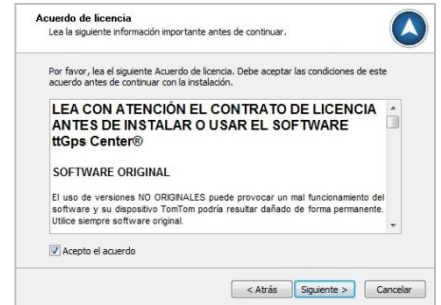 Acuerdo de licencia
Lea la siguiente información importante antes de continuar.
Por favor, lea el siguiente Acuerdo de licencia. Debe aceptar las condiciones de este
acuerdo antes de continuar con la instalación.
LEA CON ATENCIÓN EL CONTRATO DE LICENCIA
ANTES DE INSTALAR O USAR EL SOFTWARE
ttGps Center®
SOFTWARE ORIGINAL
El uso de versiones NO ORIGINALES puede provocar un mal funcionamiento del
software y su dispositivo TomTom podría resultar dañado de forma permanente.
Utilice siempre software original.
Acepto el acuerdo
< Atrás Siguiente > Cancelar